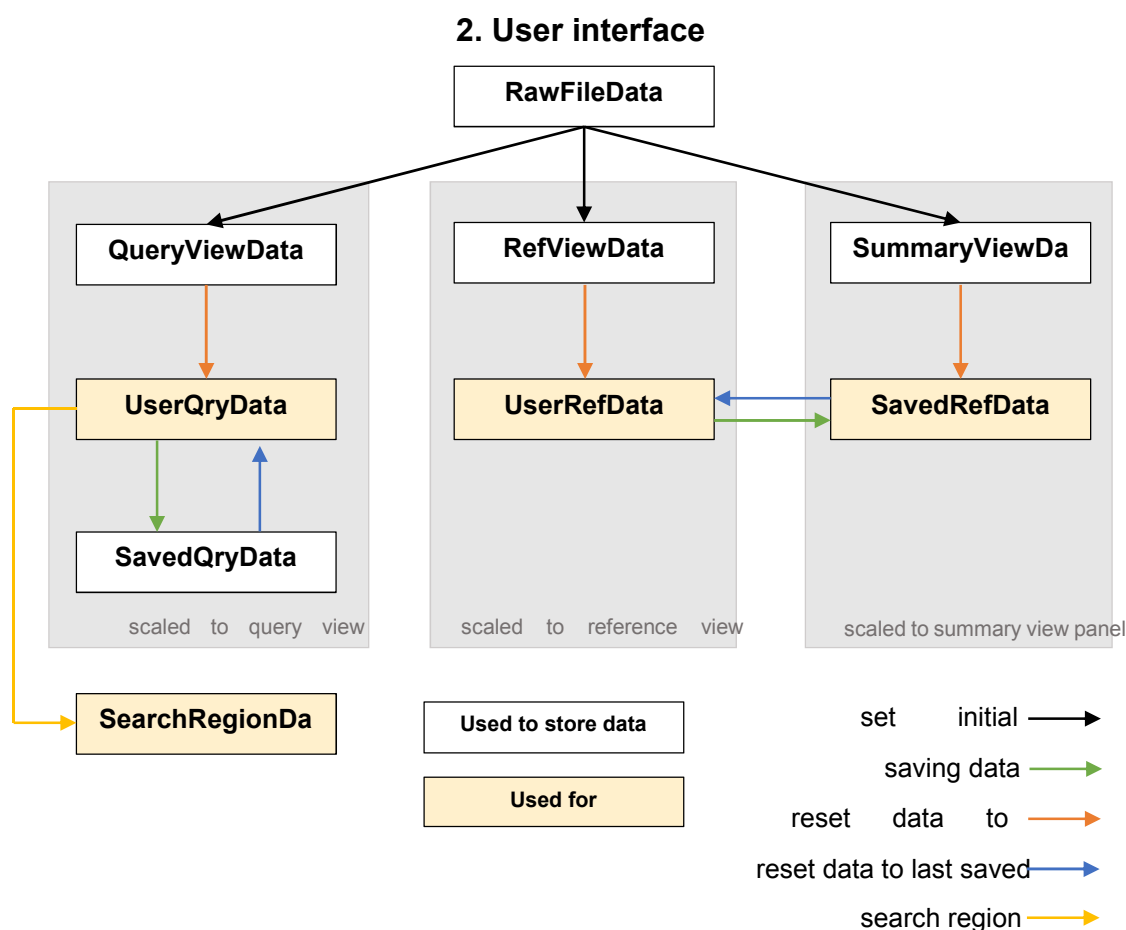 2. User interface
RawFileData
QueryViewData
RefViewData
SummaryViewDa
UserQryData
UserRefData
SavedRefData
SavedQryData
scaled to query view
scaled to reference view
scaled to summary view panel
SearchRegionDa
Used to store data
Used for
set initial
saving data
reset data to
reset data to last saved
search region